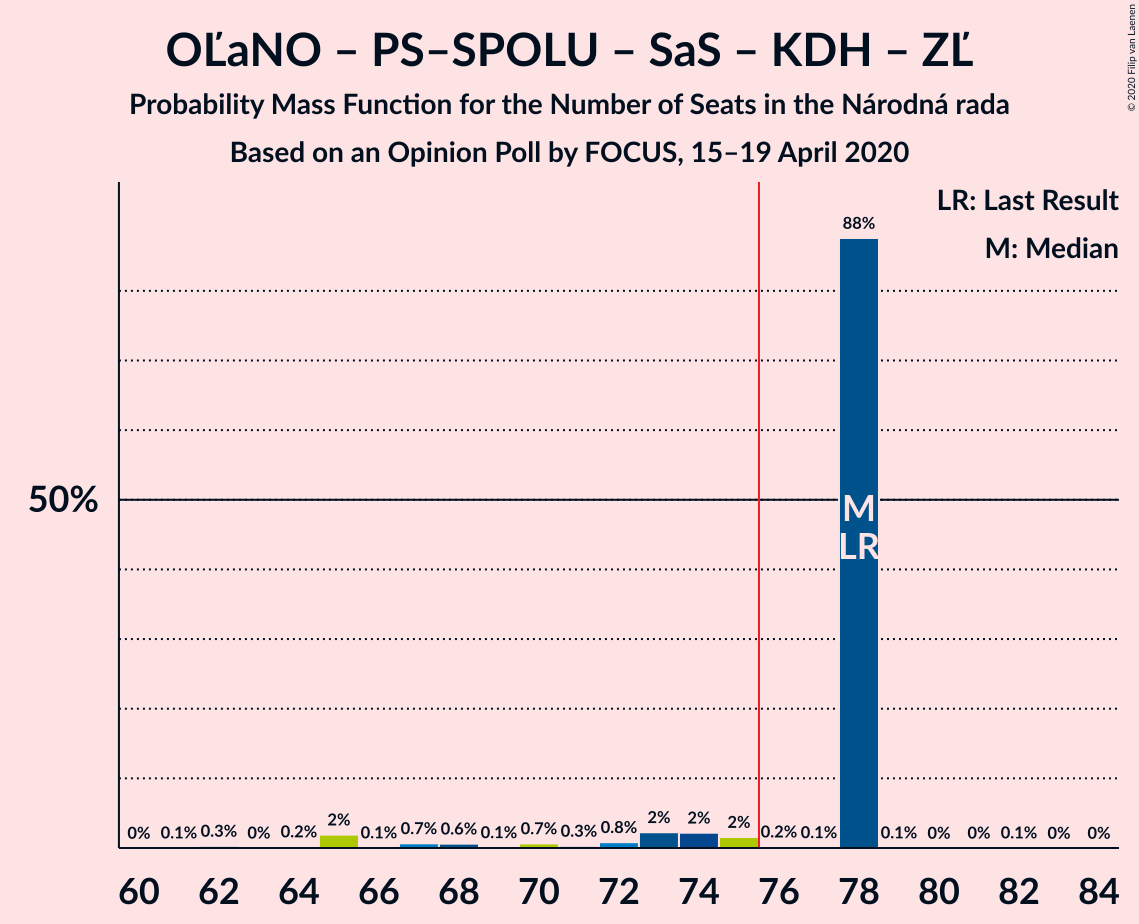 OĽaNO – PS–SPOLU – SaS – KDH – ZĽ
Probability Mass Function for the Number of Seats in the Národná rada
Based on an Opinion Poll by FOCUS, 15–19 April 2020
© 2020 Filip van Laenen
LR: Last Result
M: Median
88%
50%
M
LR
0% 0.1% 0.3% 0% 0.2% 2% 0.1% 0.7% 0.6% 0.1% 0.7% 0.3% 0.8% 2% 2% 2% 0.2% 0.1% 0.1% 0% 0% 0.1% 0% 0%
60 62 64 66 68 70 72 74 76 78 80 82 84